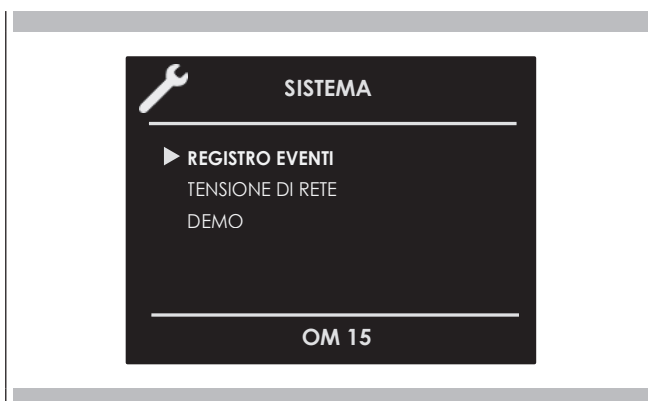 SISTEMA
REGISTRO EVENTI
TENSIONE DI RETE
DEMO
OM 15